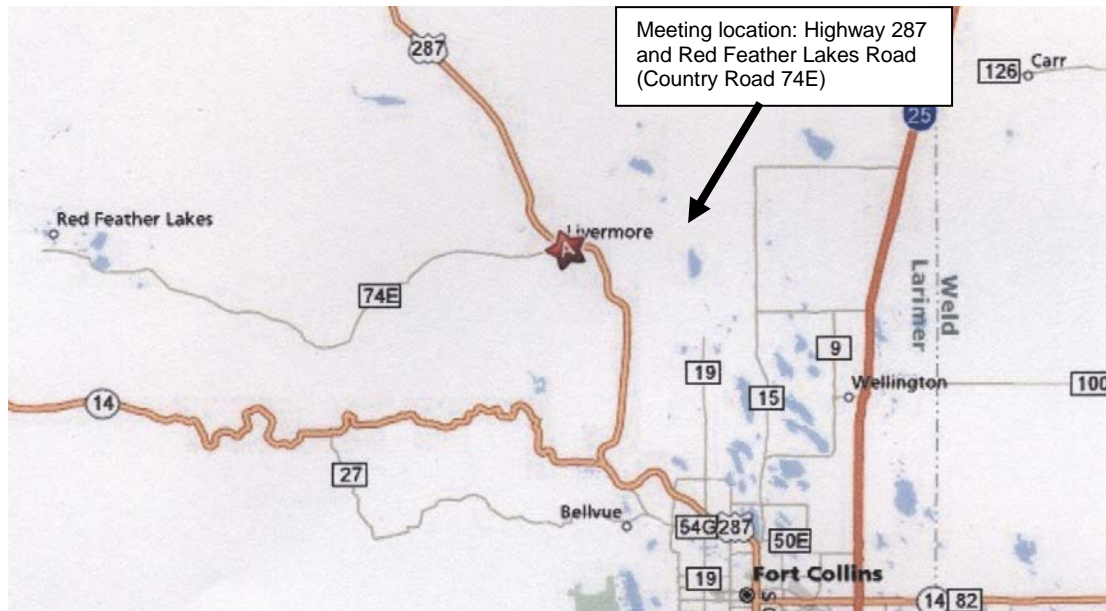 Meeting location: Highway 287
and Red Feather Lakes Road
(Country Road 74E)
287
126
Carr
25
Red Feather Lakes
Livermore
A
74E
Weld
Larimer
9
19
15
Wellington
100
14
27
Bellvue
54G
287
50E
19
Fort Collins
14
82